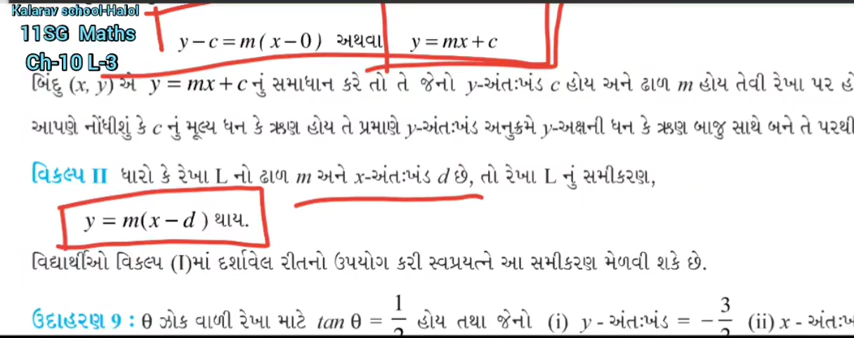 Kalarav school-Halol
11SG Maths
Ch-10 L-3
y – c = m ( x – 0 ) અથવા y = mx + c
બિંદુ (x, y) એ y = mx + c નું સમાધાન કરે તો તે જેનો y-અંતઃખંડ c હોય અને ઢાળ m હોય તેવી રેખા પર
આપણે નોંધીશું કે c નું મૂલ્ય ધન કે ઋણ હોય તે પ્રમાણે y-અંતઃખંડ અનુક્રમે y-અક્ષની ધન કે ઋણ બાજુ સાથે બને તે પરથી
વિકલ્પ II ધારો કે રેખા L નો ઢાળ m અને x-અંતઃખંડ d છે, તો રેખા L નું સમીકરણ,
y = m(x – d ) થાય.
વિદ્યાર્થીઓ વિકલ્પ (I)માં દર્શાવેલ રીતનો ઉપયોગ કરી સ્વપ્રયત્ને આ સમીકરણ મેળવી શકે છે.
ઉદાહરણ 9 : θ ઝોક વાળી રેખા માટે tan θ = 1/2 હોય તથા જેનો (i) y - અંતઃખંડ = – 3/2 (ii) x -